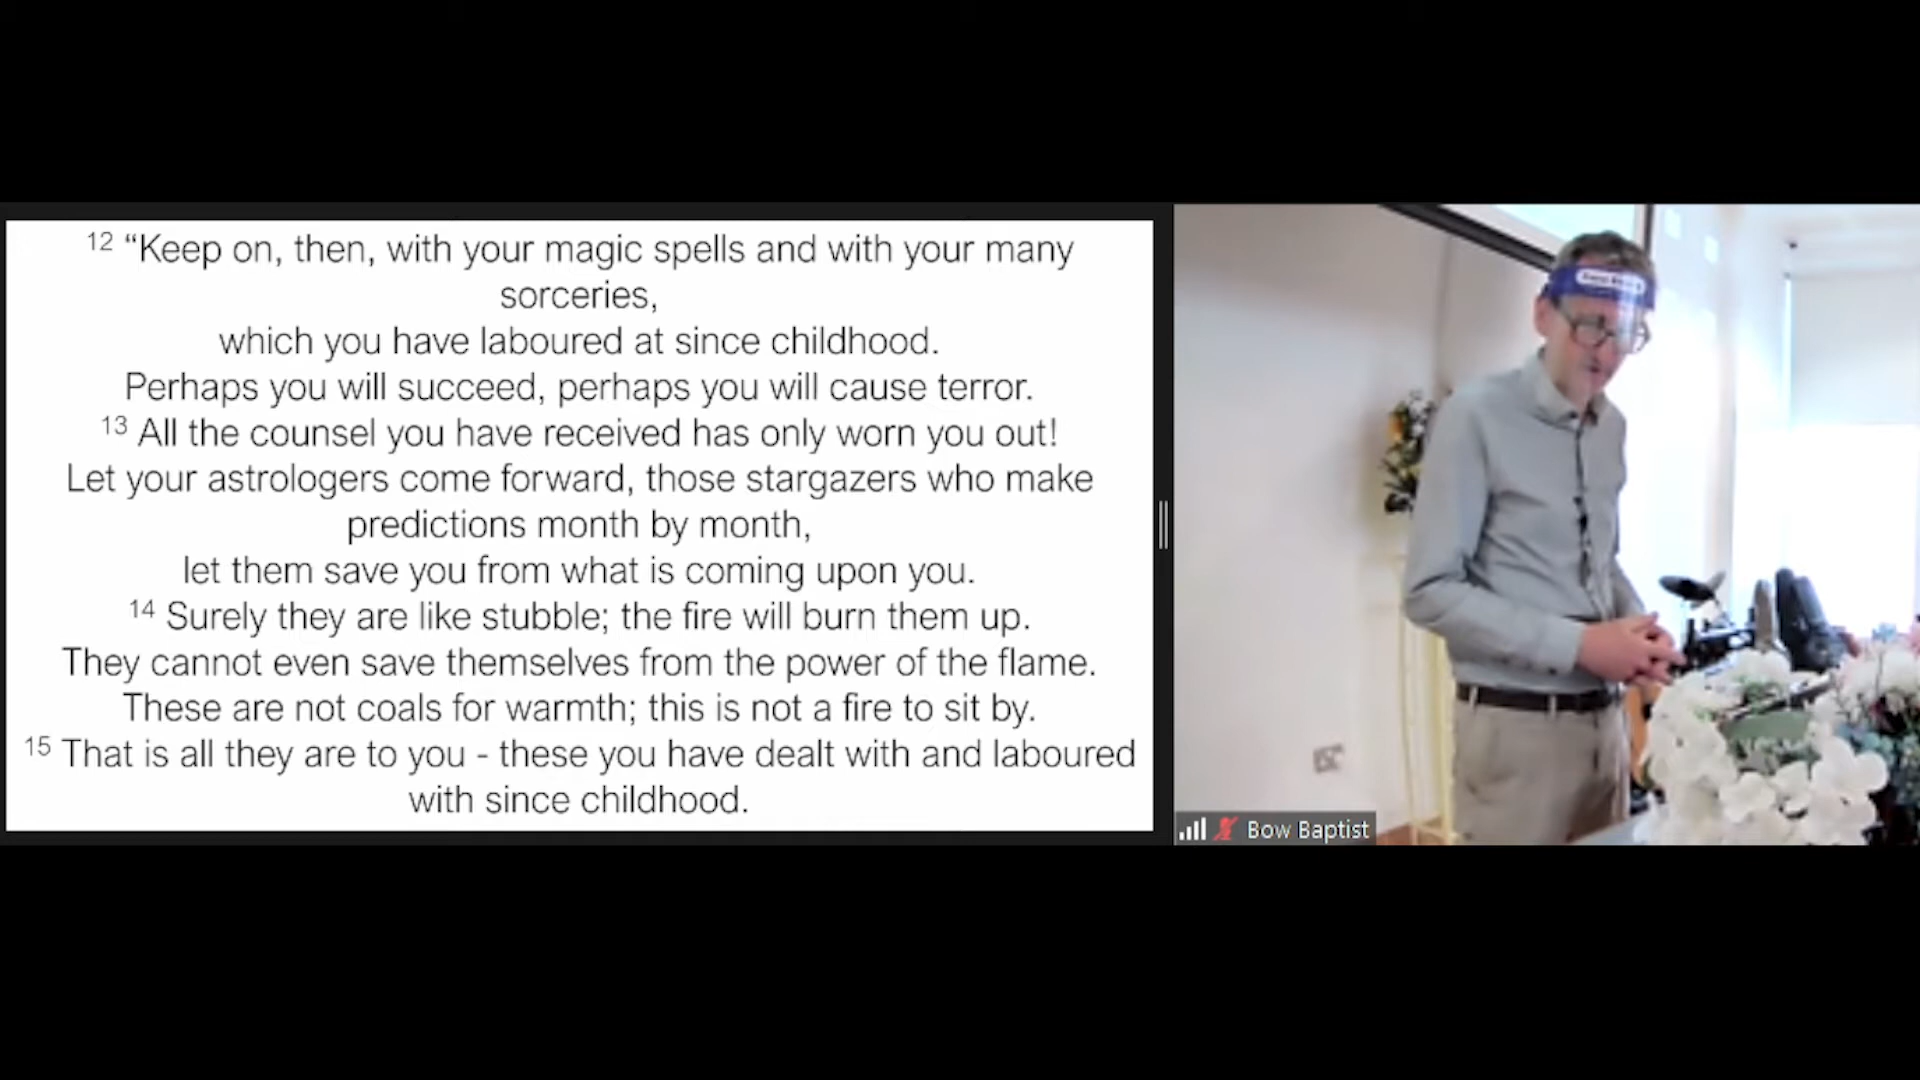 12 “Keep on, then, with your magic spells and with your many
sorceries,
which you have laboured at since childhood.
Perhaps you will succeed, perhaps you will cause terror.
13 All the counsel you have received has only worn you out!
Let your astrologers come forward, those stargazers who make
predictions month by month,
let them save you from what is coming upon you.
14 Surely they are like stubble; the fire will burn them up.
They cannot even save themselves from the power of the flame.
These are not coals for warmth; this is not a fire to sit by.
15 That is all they are to you - these you have dealt with and laboured
with since childhood.
Bow Baptist